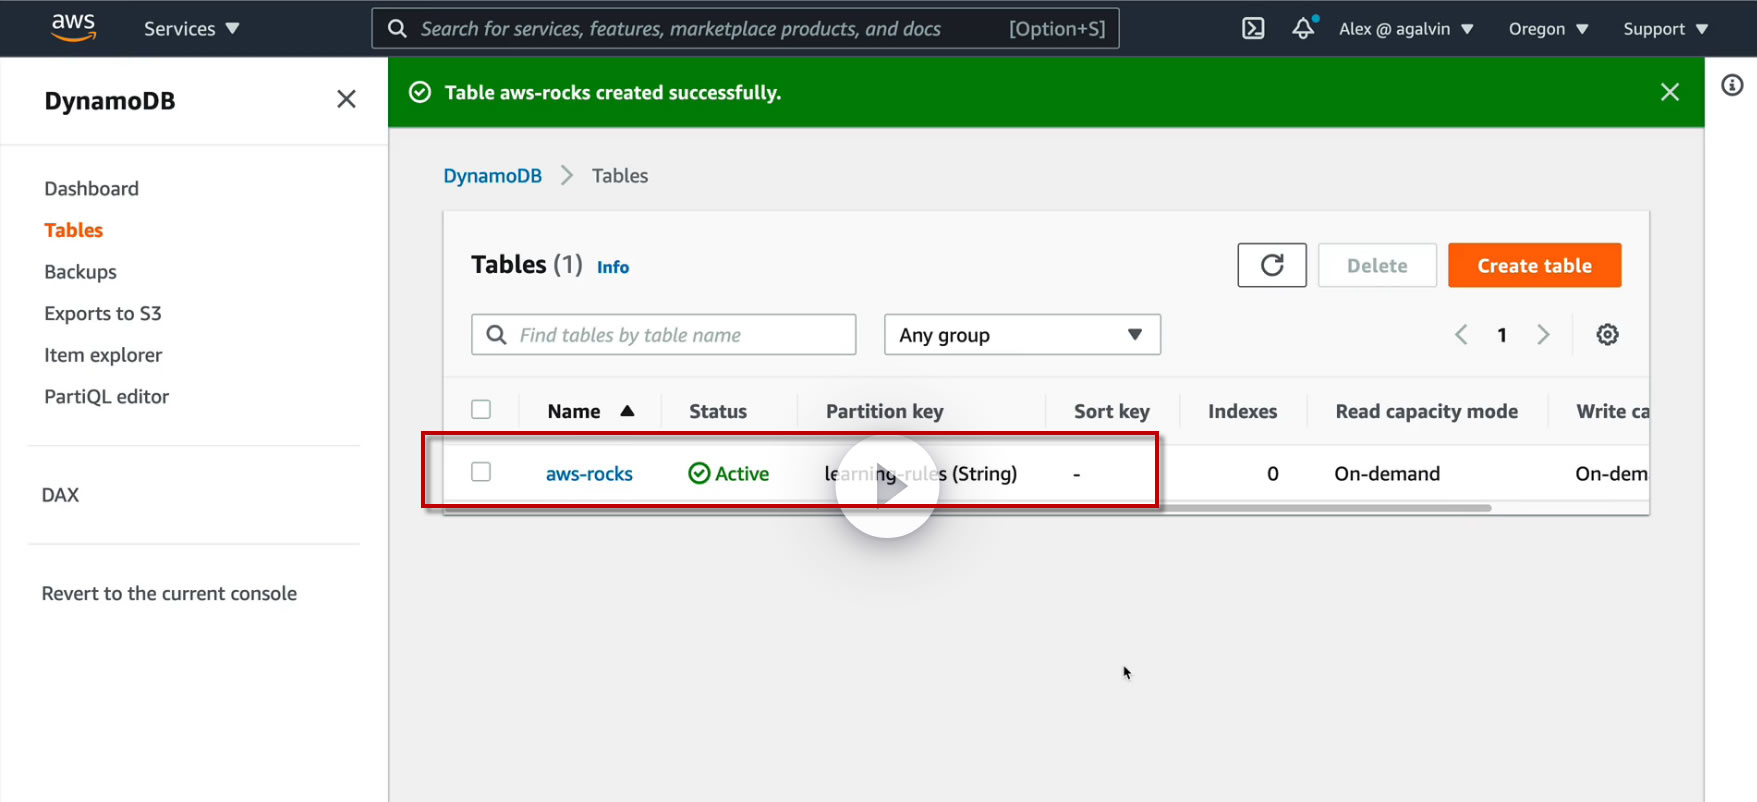 aws
Services
Search for services, features, marketplace products, and docs [Option+S]
Alex @ agalvin
Oregon
Support
DynamoDB
Table aws-rocks created successfully.
Dashboard
Tables
Backups
Exports to S3
Item explorer
PartiQL editor
DAX
Revert to the current console
DynamoDB > Tables
Tables (1) Info
Delete
Create table
Find tables by table name
Any group
1
Name Status Partition key Sort key Indexes Read capacity mode Write ca
aws-rocks Active learning-rules (String) - 0 On-demand On-dem